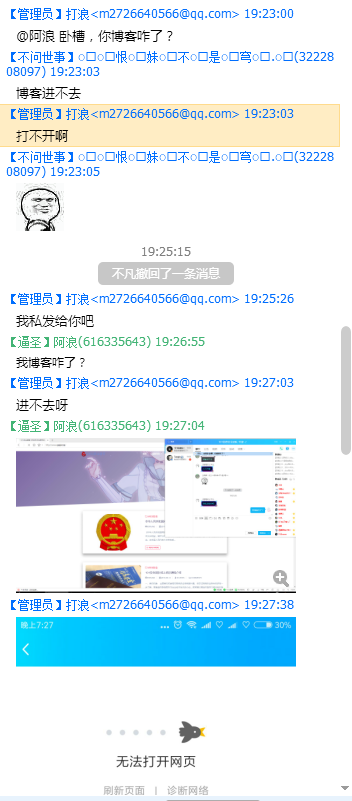 【管理员】打浪<m2726640566@qq.com> 19:23:00
@阿浪 卧槽，你博客咋了？
【不问世事】○□○□恨○□妹○□不○□是○□穹○□.○□(32228
08097) 19:23:03
博客进不去
【管理员】打浪<m2726640566@qq.com> 19:23:03
打不开啊
【不问世事】○□○□恨○□妹○□不○□是○□穹○□.○□(32228
08097) 19:23:05
19:25:15
不凡撤回了一条消息
【管理员】打浪<m2726640566@qq.com> 19:25:26
我私发给你吧
【逼圣】阿浪(616335643) 19:26:55
我博客咋了？
【管理员】打浪<m2726640566@qq.com> 19:27:03
进不去呀
【逼圣】阿浪(616335643) 19:27:04
【管理员】打浪<m2726640566@qq.com> 19:27:38
晚上7:27
30%
无法打开网页
刷新页面 | 诊断网络